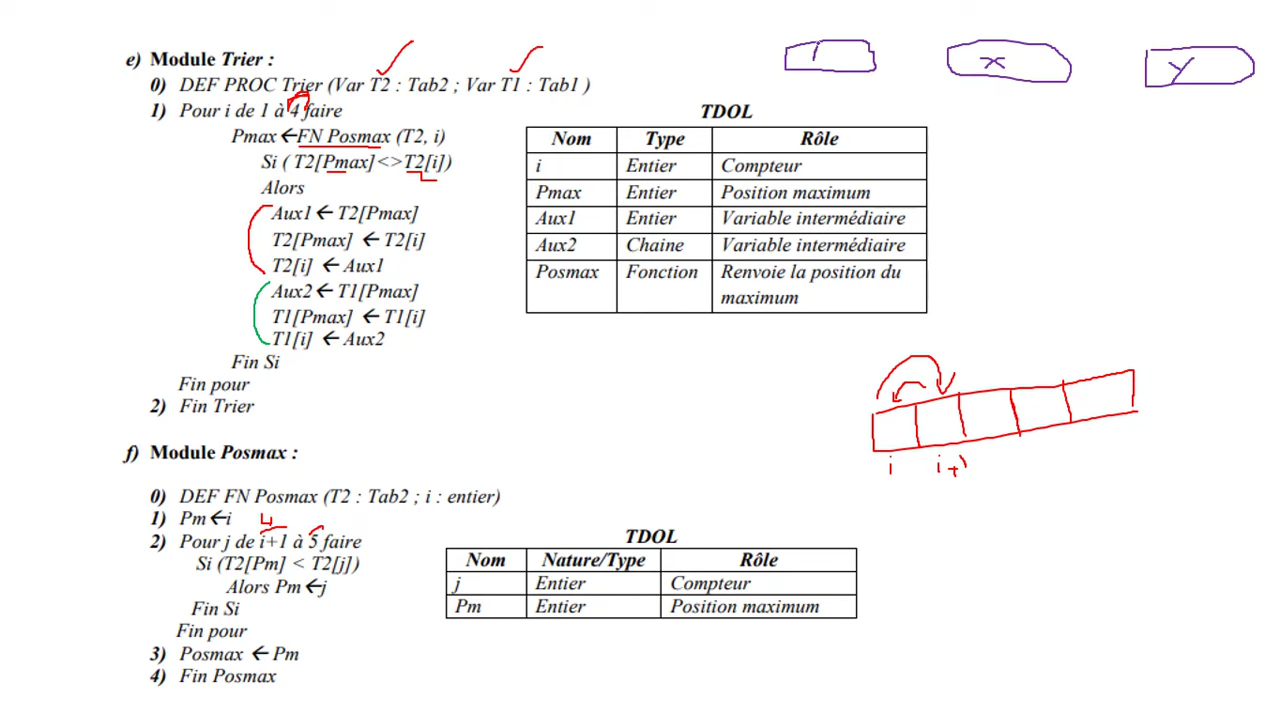 e) Module Trier :
0) DEF PROC Trier (Var T2 : Tab2 ; Var T1 : Tab1 )
1) Pour i de 1 à 4 faire
Pmax ← FN Posmax (T2, i)
Si ( T2[Pmax]<>T2[i])
Alors
Aux1 ← T2[Pmax]
T2[Pmax] ← T2[i]
T2[i] ← Aux1
Aux2 ← T1[Pmax]
T1[Pmax] ← T1[i]
T1[i] ← Aux2
Fin Si
Fin pour
2) Fin Trier
x y
TDOL
Nom Type Rôle
i Entier Compteur
Pmax Entier Position maximum
Aux1 Entier Variable intermédiaire
Aux2 Chaine Variable intermédiaire
Posmax Fonction Renvoie la position du
maximum
i i+1
f) Module Posmax :
0) DEF FN Posmax (T2 : Tab2 ; i : entier)
1) Pm ← i
4
2) Pour j de i+1 à 5 faire
Si (T2[Pm] < T2[j])
Alors Pm ← j
Fin Si
Fin pour
3) Posmax ← Pm
4) Fin Posmax
TDOL
Nom Nature/Type Rôle
j Entier Compteur
Pm Entier Position maximum